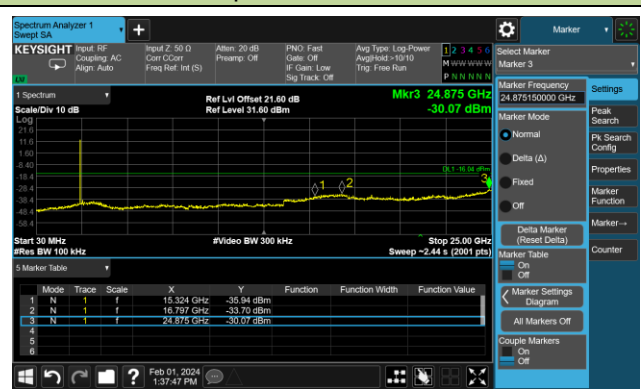 Spectrum Analyzer 1
Swept SA
Marker
KEYSIGHT
Input: RF
Coupling: AC
Align: Auto
Input Z: 50 Ω
Corr CCorr
Freq Ref: Int (S)
Atten: 20 dB
Preamp: Off
PNO: Fast
Gate: Off
IF Gain: Low
Sig Track: Off
Avg Type: Log-Power
Avg|Hold:>10/10
Trig: Free Run
1 2 3 4 5 6
M W W W W W
P N N N N N
LXI
Select Marker
Marker 3
1 Spectrum
Scale/Div 10 dB
Ref Lvl Offset 21.60 dB
Ref Level 31.60 dBm
Mkr3 24.875 GHz
-30.07 dBm
Log
21.6
11.6
1.60
-8.40
-18.4
-28.4
-38.4
-48.4
-58.4
DL1 -16.04 dBm
1
2
3
Start 30 MHz
#Res BW 100 kHz
#Video BW 300 kHz
Stop 25.00 GHz
Sweep ~2.44 s (2001 pts)
5 Marker Table
Mode Trace Scale X Y Function Function Width Function Value
1 N 1 f 15.324 GHz -35.94 dBm
2 N 1 f 16.797 GHz -33.70 dBm
3 N 1 f 24.875 GHz -30.07 dBm
4
5
6
Marker Frequency
24.875150000 GHz
Marker Mode
Normal
Delta (Δ)
Fixed
Off
Delta Marker
(Reset Delta)
Marker Table
On
Off
Marker Settings
Diagram
All Markers Off
Couple Markers
On
Off
Settings
Peak
Search
Pk Search
Config
Properties
Marker
Function
Marker→
Counter
Feb 01, 2024
1:37:47 PM